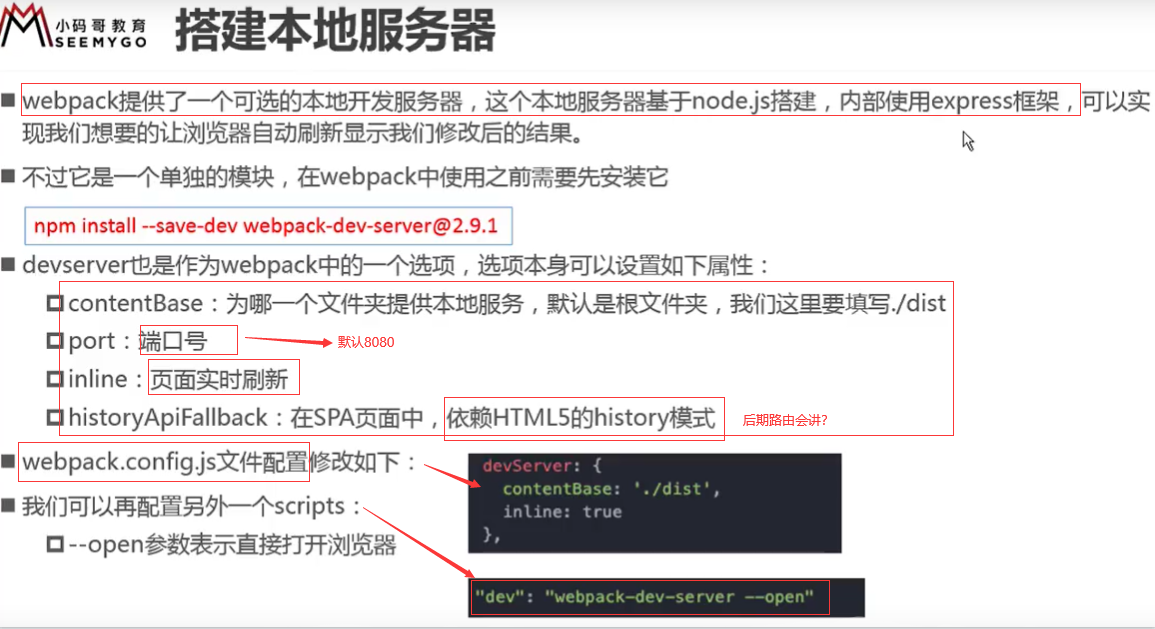 小码哥教育
SEEMYGO
搭建本地服务器
webpack提供了一个可选的本地开发服务器，这个本地服务器基于node.js搭建，内部使用express框架，可以实
现我们想要的让浏览器自动刷新显示我们修改后的结果。
不过它是一个单独的模块，在webpack中使用之前需要先安装它
npm install --save-dev webpack-dev-server@2.9.1
devserver也是作为webpack中的一个选项，选项本身可以设置如下属性：
contentBase：为哪一个文件夹提供本地服务，默认是根文件夹，我们这里要填写./dist
port：端口号 默认8080
inline：页面实时刷新
historyApiFallback：在SPA页面中，依赖HTML5的history模式 后期路由会讲?
webpack.config.js文件配置修改如下：
devServer: {
contentBase: './dist',
inline: true
},
我们可以再配置另外一个scripts：
--open参数表示直接打开浏览器
"dev": "webpack-dev-server --open"